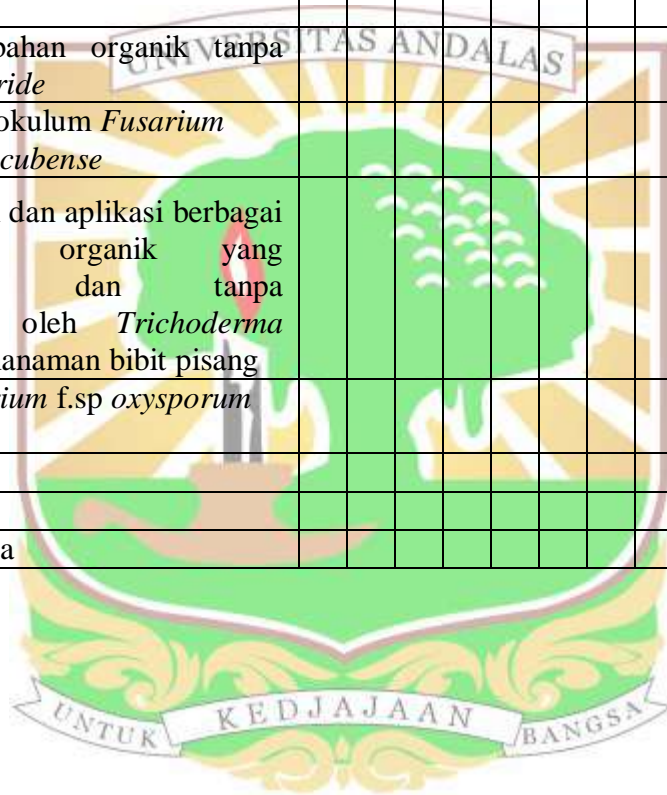 UNIVERSITAS ANDALAS
bahan organik tanpa
ride
okulum Fusarium
cubense
dan aplikasi berbagai
organik yang
dan tanpa
oleh Trichoderma
anaman bibit pisang
rium f.sp oxysporum
a
UNTUK KEDJAJAAN BANGSA